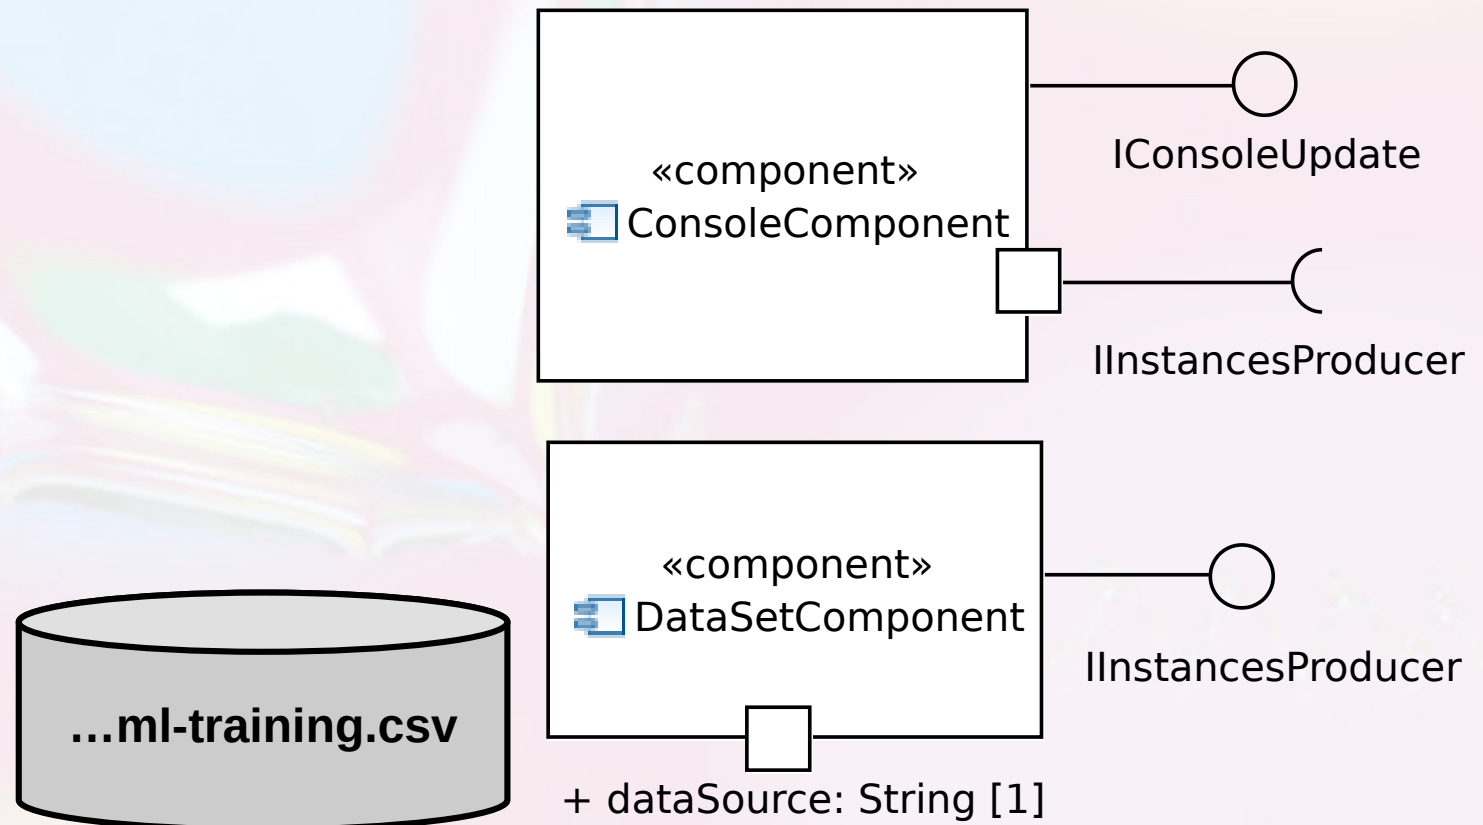 «component»
ConsoleComponent
IConsoleUpdate
IInstancesProducer
«component»
DataSetComponent
IInstancesProducer
+ dataSource: String [1]
...ml-training.csv